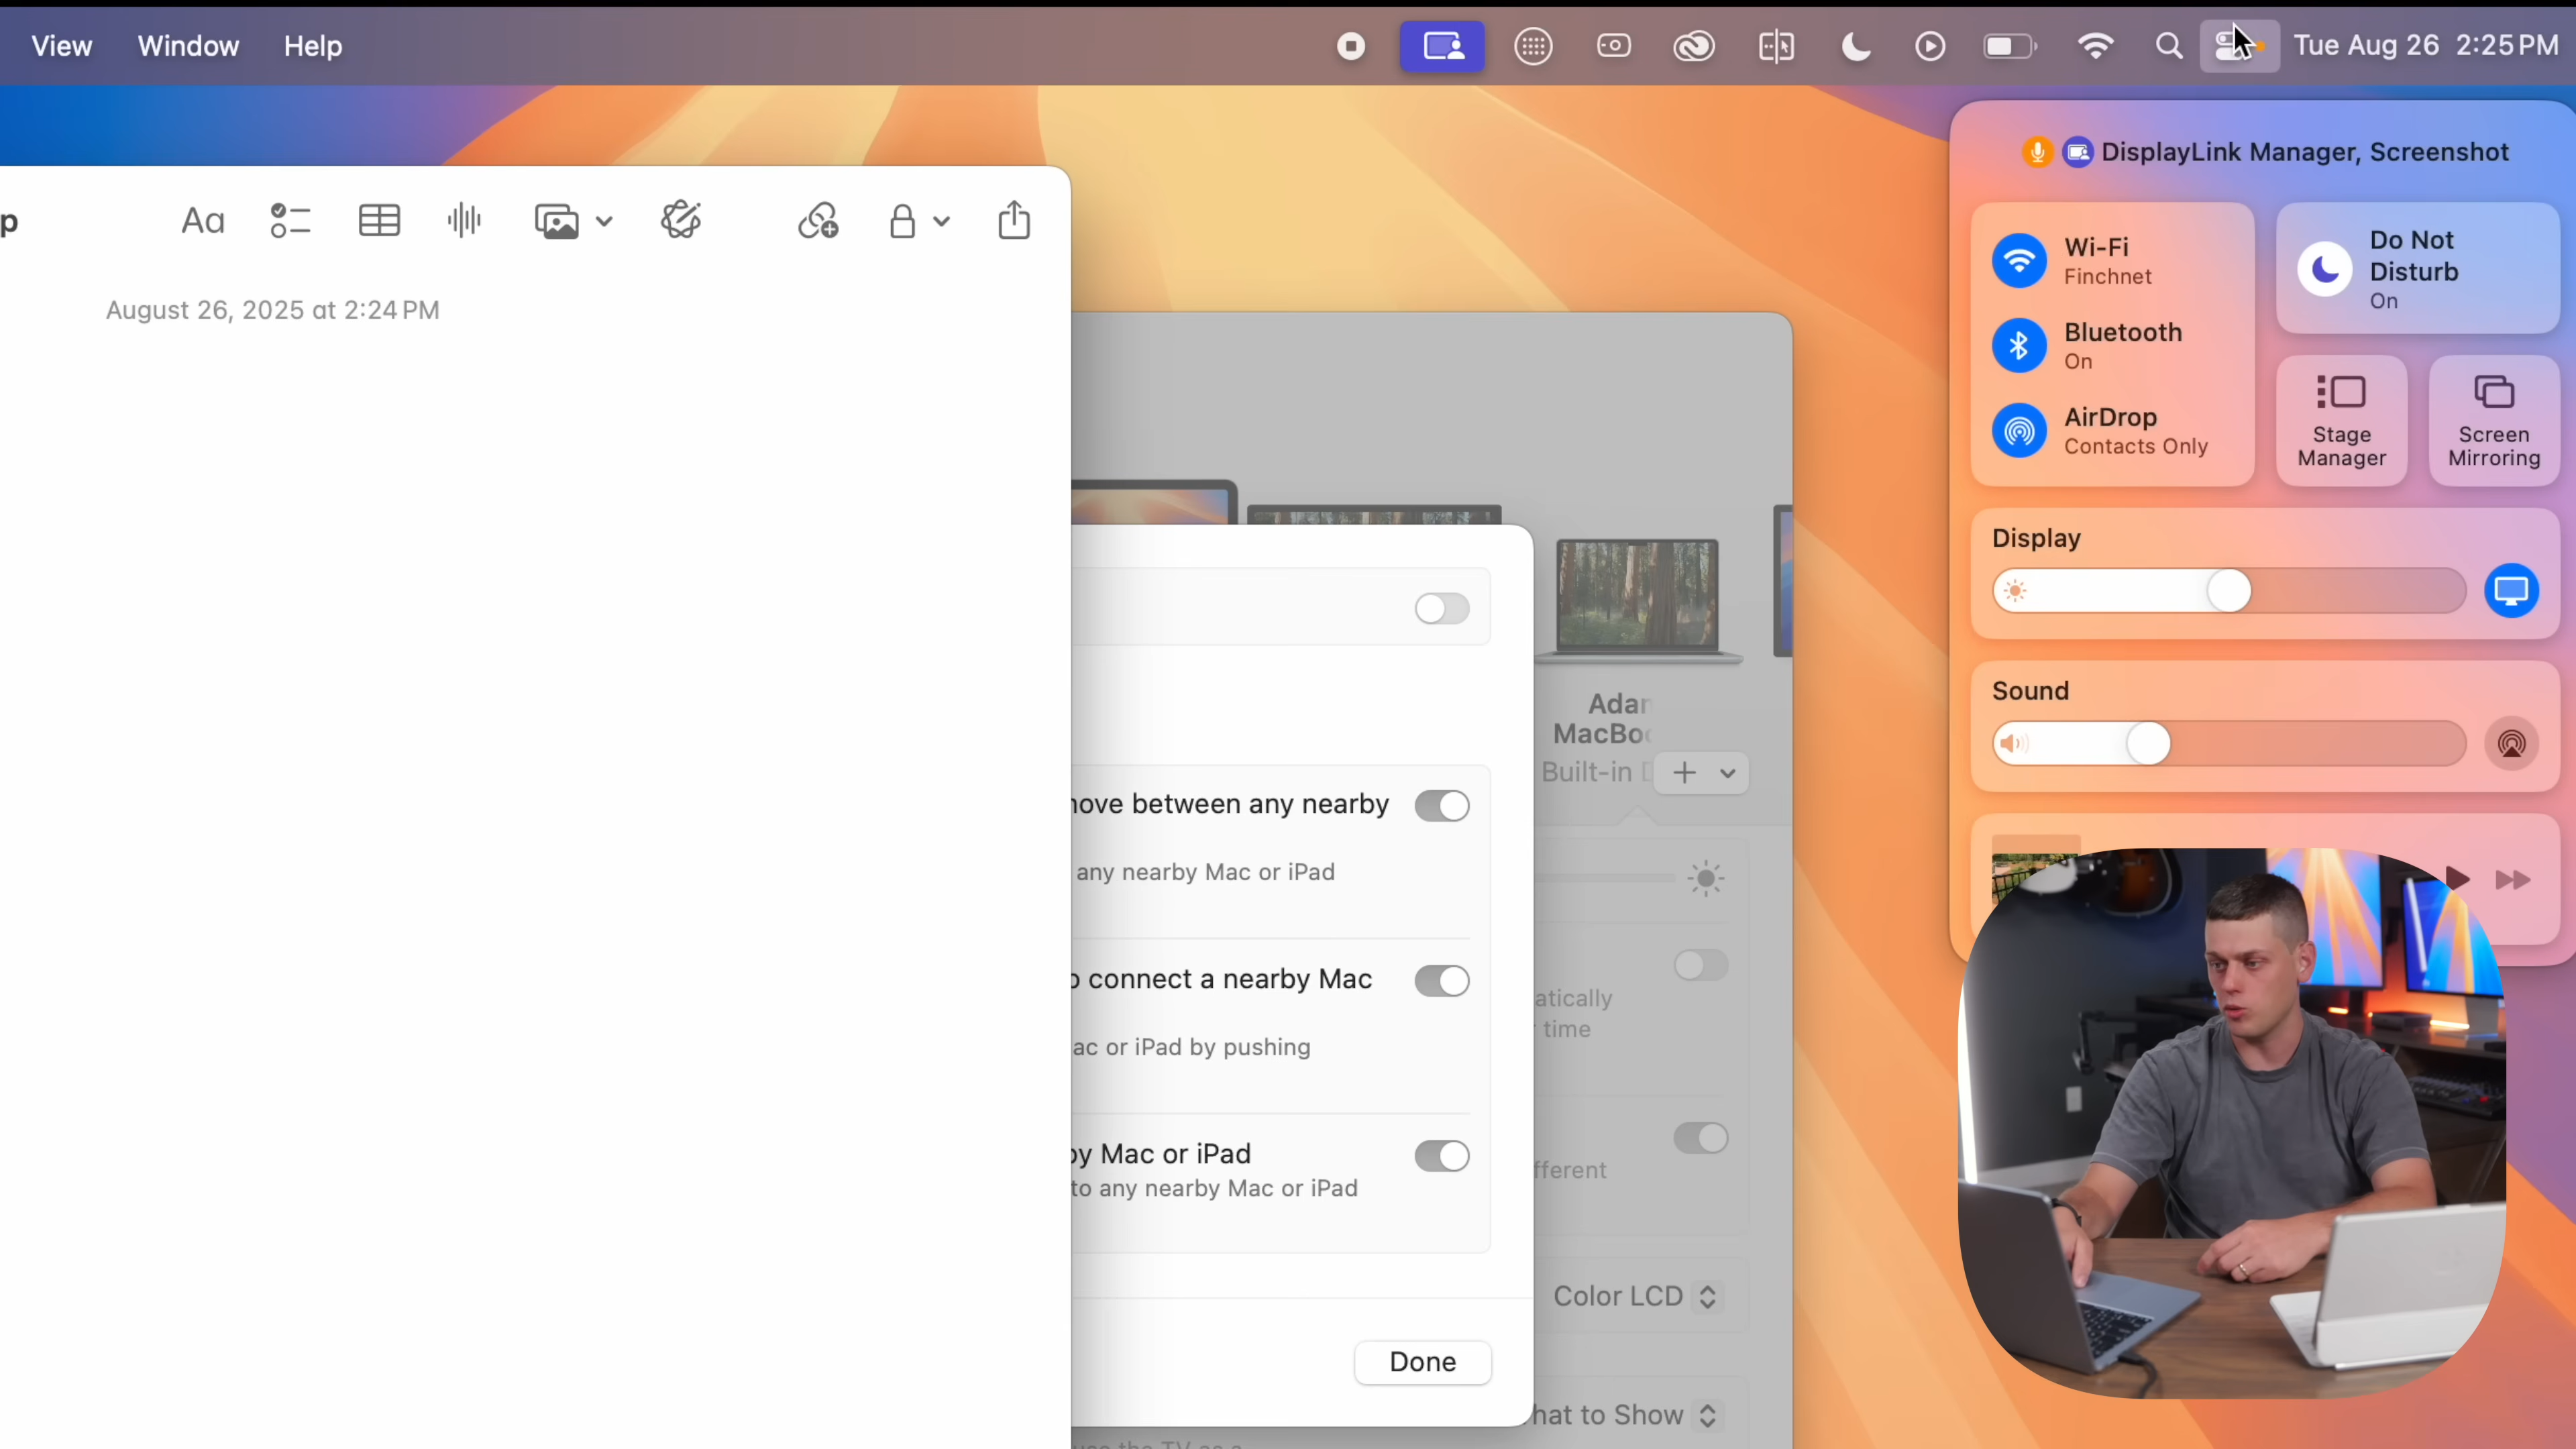 View Window Help
Tue Aug 26 2:25 PM
p
Aa
August 26, 2025 at 2:24 PM
DisplayLink Manager, Screenshot
Wi-Fi
Finchnet
Bluetooth
On
AirDrop
Contacts Only
Do Not
Disturb
On
Stage
Manager
Screen
Mirroring
Display
Sound
Adar
MacBoo
Built-in
ove between any nearby
any nearby Mac or iPad
o connect a nearby Mac
ac or iPad by pushing
by Mac or iPad
to any nearby Mac or iPad
Done
atically
time
fferent
Color LCD
hat to Show